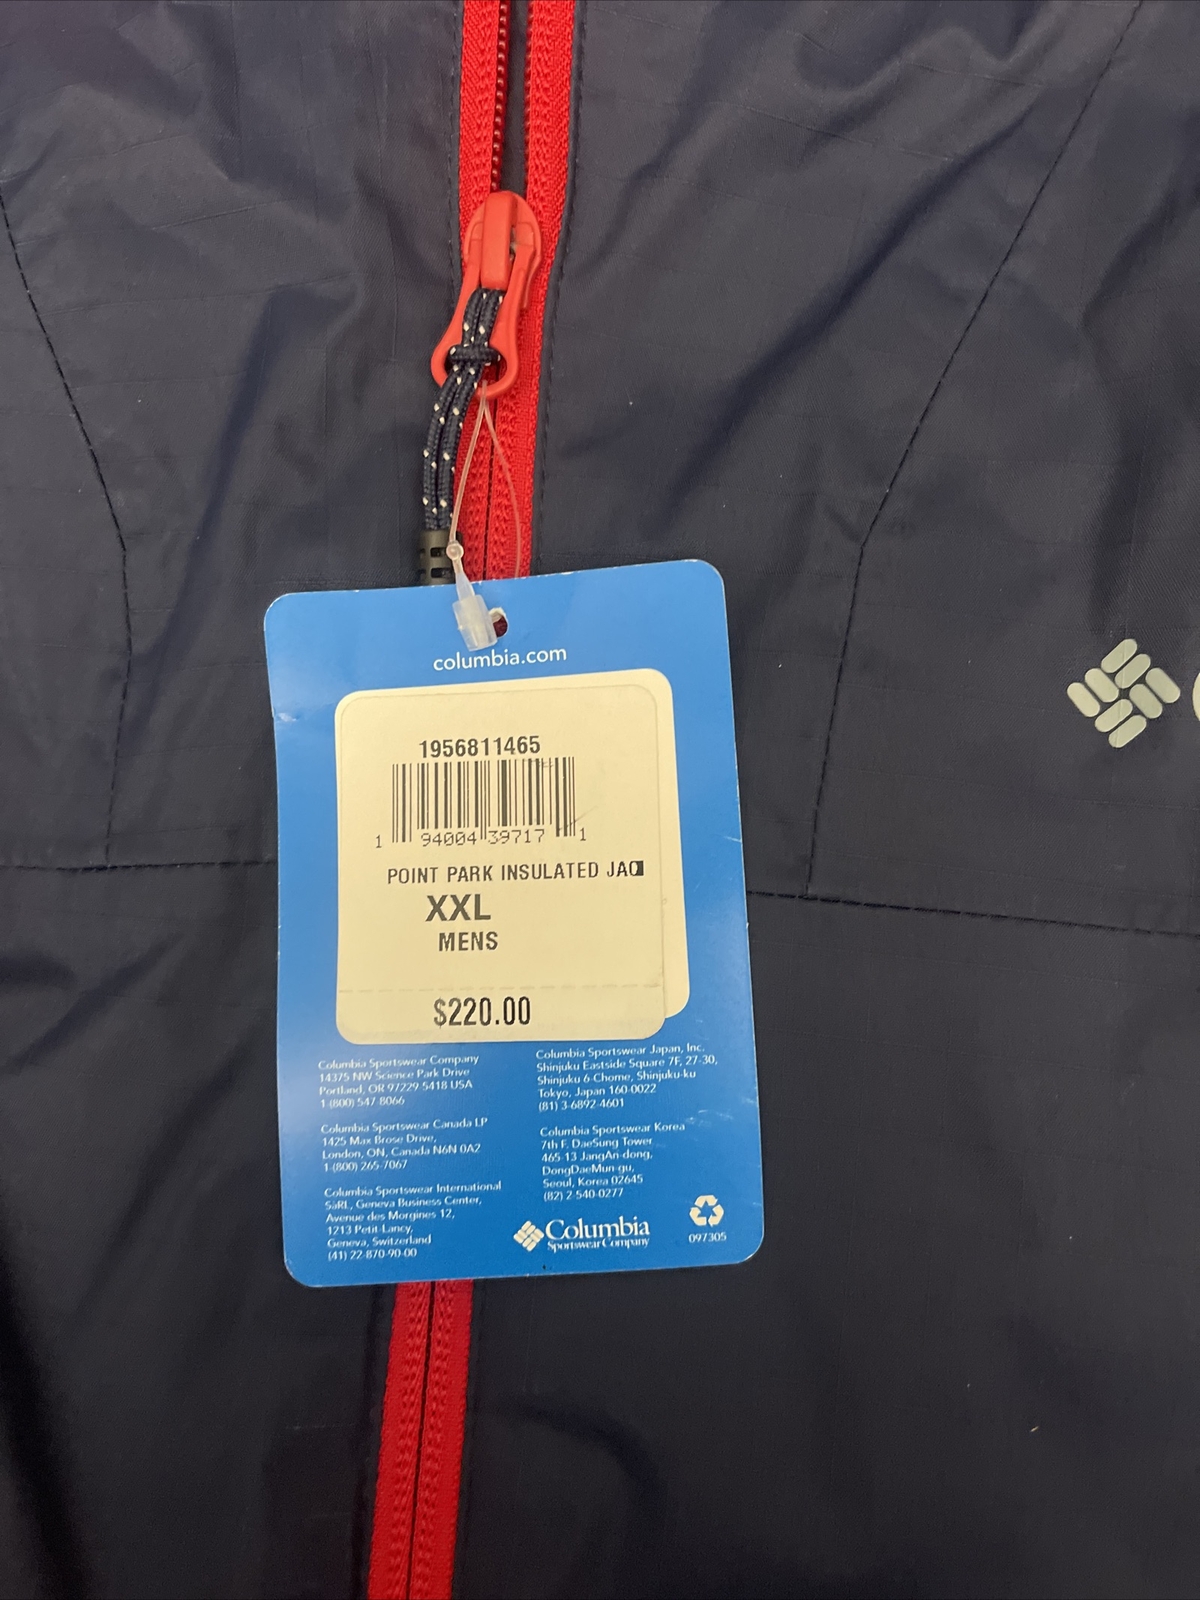 columbia.com
1956811465
1 94004 39717 1
POINT PARK INSULATED JAC
XXL
MENS
$220.00
Columbia Sportswear Company
14375 NW Science Park Drive
Portland, OR 97229-5418 USA
1-(800) 547-8066
Columbia Sportswear Canada LP
1425 Max Brose Drive,
London, ON, Canada N6N 0A2
1-(800) 265-7067
Columbia Sportswear International
SàRL, Geneva Business Center,
Avenue des Morgines 12,
1213 Petit-Lancy,
Geneva, Switzerland
(41) 22-870-90-00
Columbia Sportswear Japan, Inc.
Shinjuku Eastside Square 7F, 27-30,
Shinjuku 6-Chome, Shinjuku-ku
Tokyo, Japan 160-0022
(81) 3-6892-4601
Columbia Sportswear Korea
7th F. DaeSung Tower
465-13 JangAn-dong,
DongDaeMun-gu,
Seoul, Korea 02645
(82) 2-540-0277
Columbia
Sportswear Company
097305